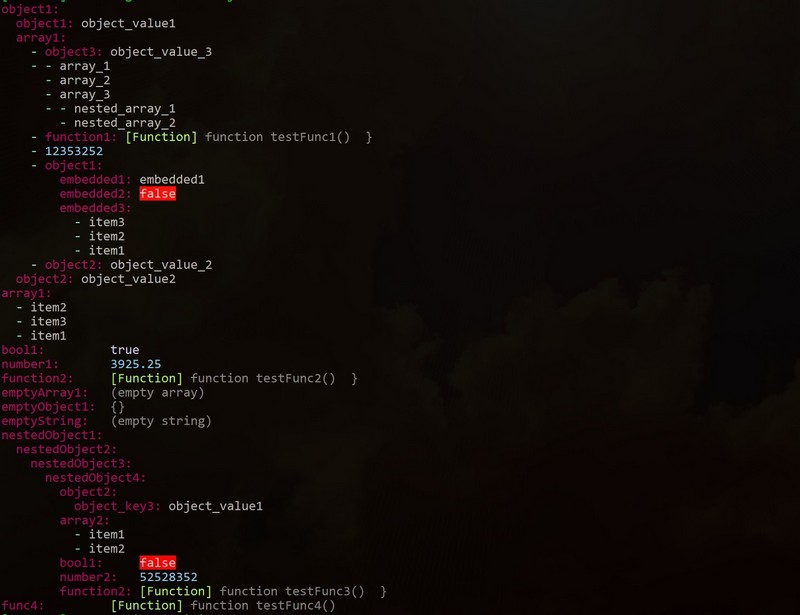 object1:
  object1: object_value1
  array1:
    - object3: object_value_3
    - - array_1
      - array_2
      - array_3
      - - nested_array_1
        - nested_array_2
    - function1: [Function] function testFunc1()  }
    - 12353252
    - object1:
        embedded1: embedded1
        embedded2: false
        embedded3:
          - item3
          - item2
          - item1
    - object2: object_value_2
  object2: object_value2
array1:
  - item2
  - item3
  - item1
bool1:         true
number1:       3925.25
function2:     [Function] function testFunc2()  }
emptyArray1:   (empty array)
emptyObject1:  {}
emptyString:   (empty string)
nestedObject1:
  nestedObject2:
    nestedObject3:
      nestedObject4:
        object2:
          object_key3: object_value1
        array2:
          - item1
          - item2
        bool1:     false
        number2:   52528352
        function2: [Function] function testFunc3()  }
func4:         [Function] function testFunc4()